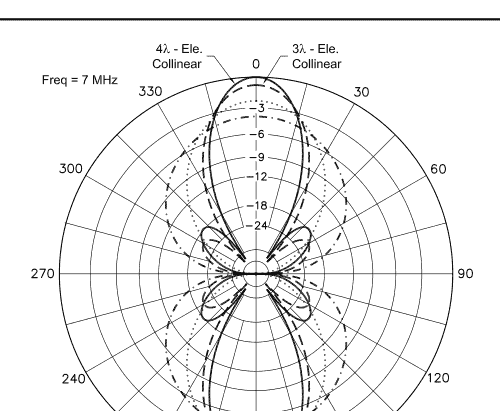 4λ - Ele. 3λ - Ele.
Collinear 0 Collinear
Freq = 7 MHz
330 30
-3
-6
300 -9 60
-12
-18
-24
270 90
240 120